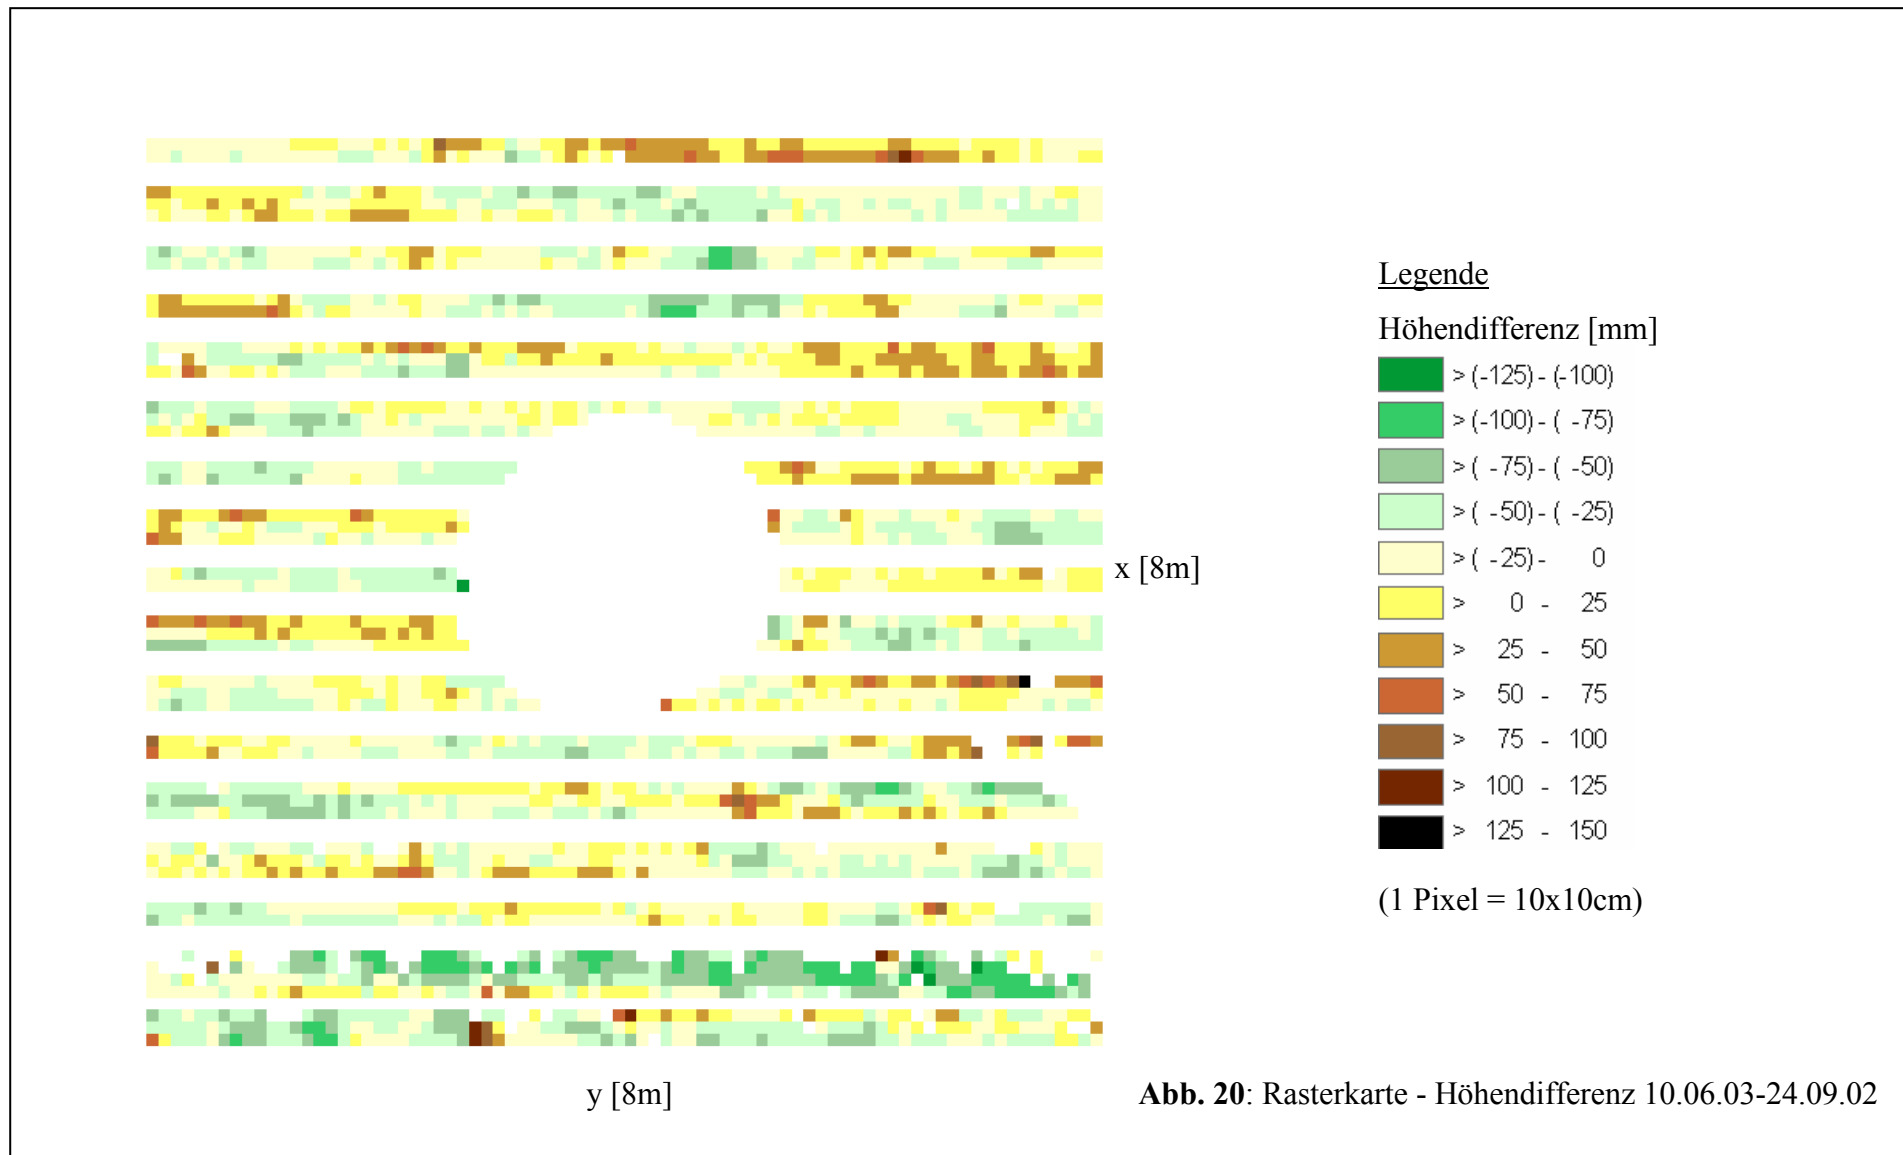 Legende
Höhendifferenz [mm]
> (-125) - (-100)
> (-100) - ( -75)
> ( -75) - ( -50)
> ( -50) - ( -25)
> ( -25) - 0
> 0 - 25
> 25 - 50
> 50 - 75
> 75 - 100
> 100 - 125
> 125 - 150
(1 Pixel = 10x10cm)
x [8m]
y [8m]
Abb. 20: Rasterkarte - Höhendifferenz 10.06.03-24.09.02